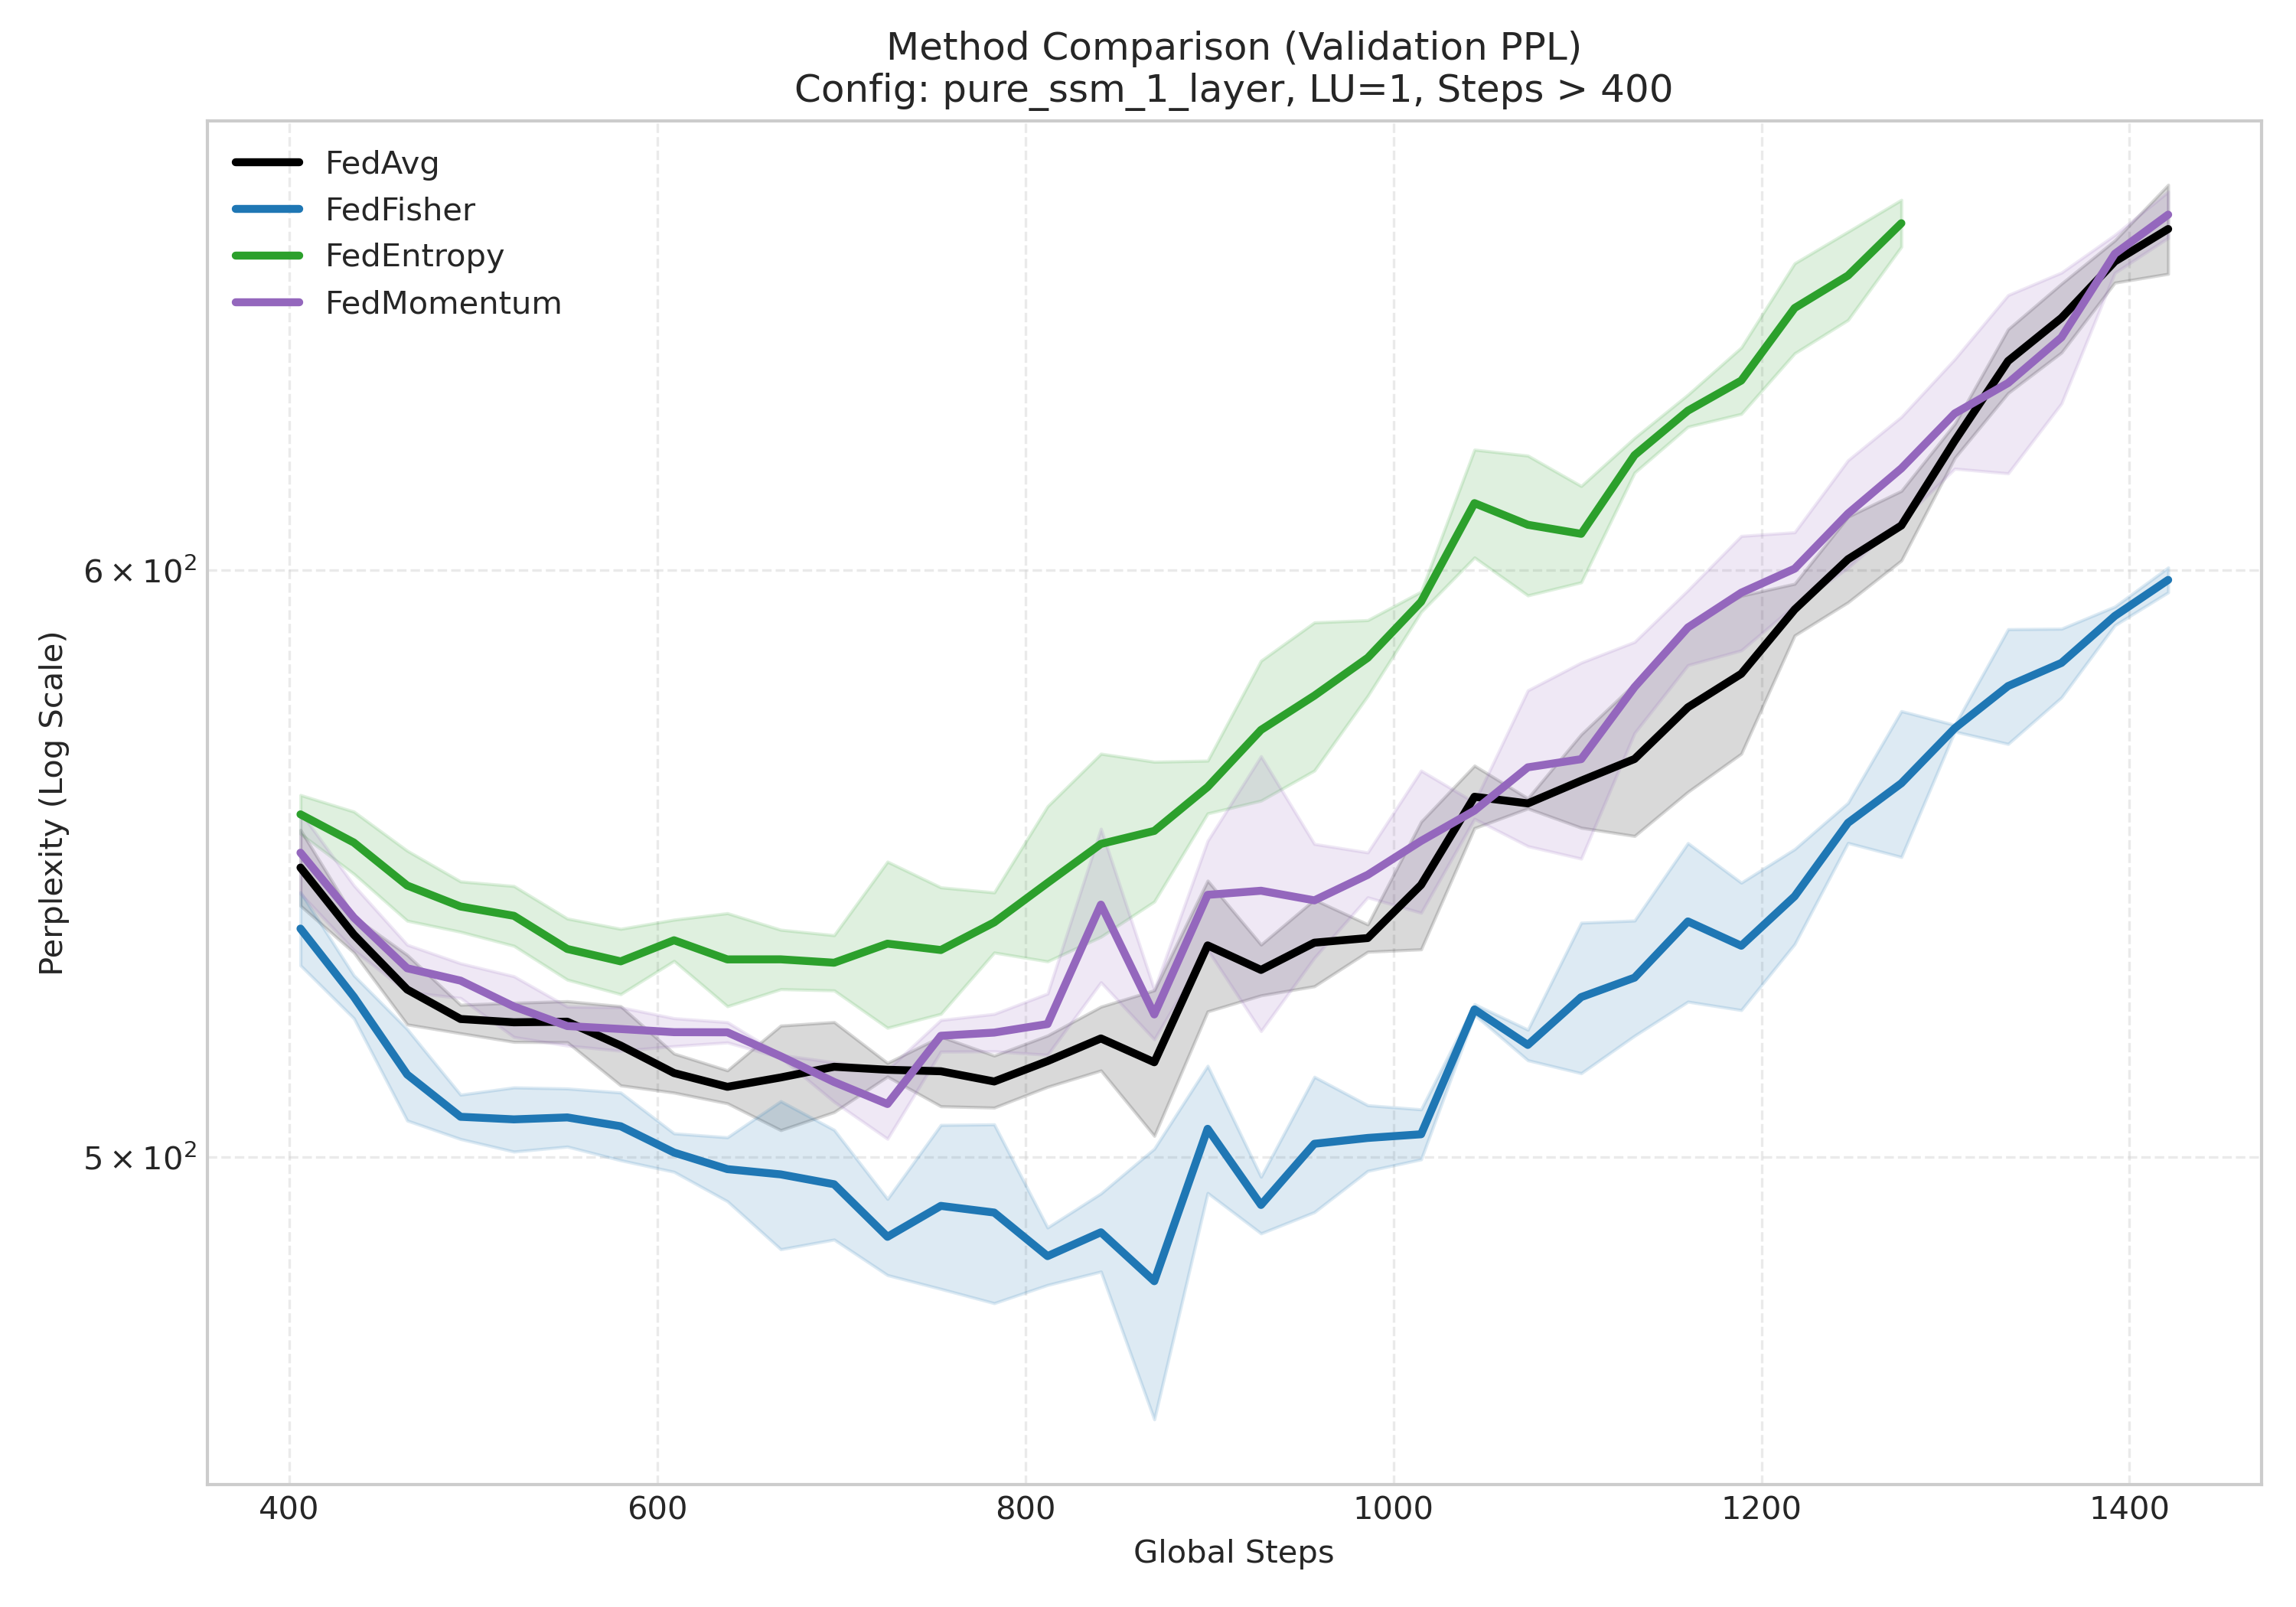 Method Comparison (Validation PPL)
Config: pure_ssm_1_layer, LU=1, Steps > 400
FedAvg
FedFisher
FedEntropy
FedMomentum
Perplexity (Log Scale)
6 × 10²
5 × 10²
400 600 800 1000 1200 1400
Global Steps